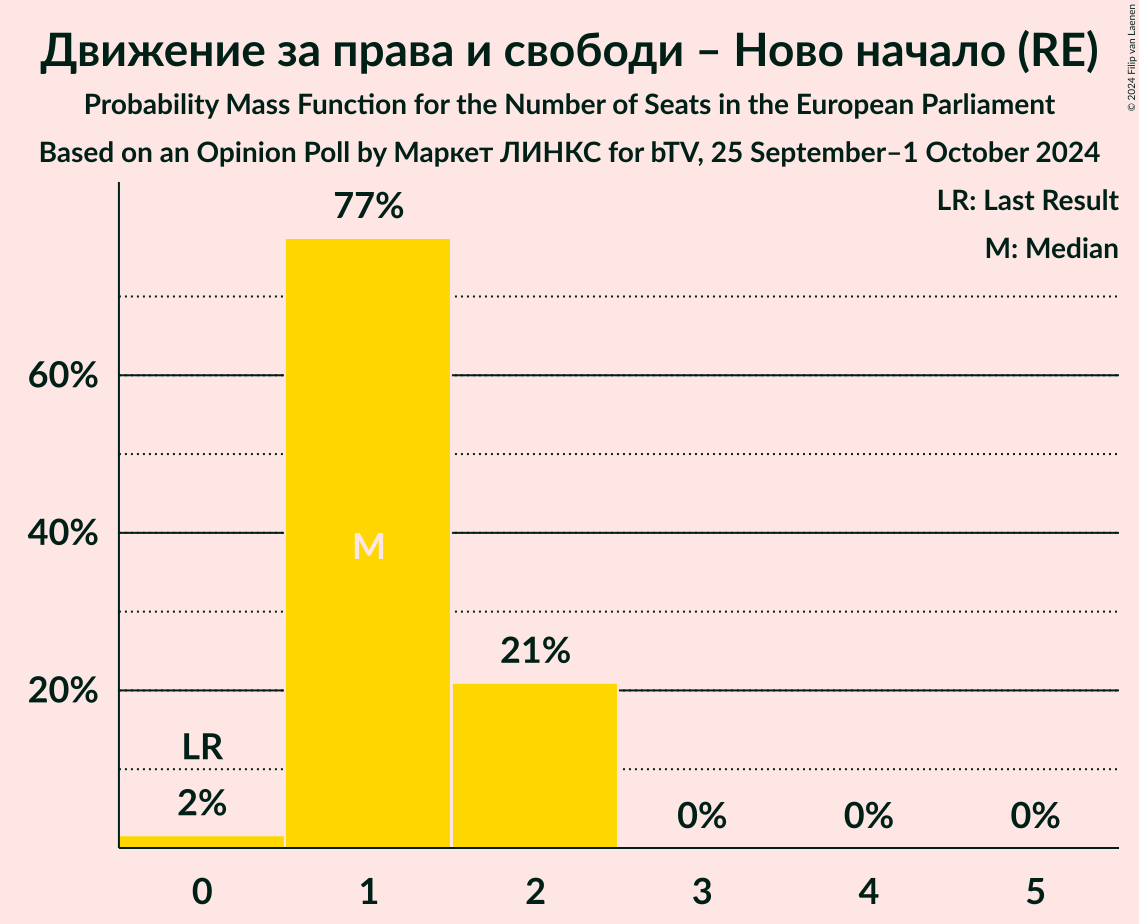 Движение за права и свободи – Ново начало (RE)
Probability Mass Function for the Number of Seats in the European Parliament
Based on an Opinion Poll by Маркет ЛИНКС for bTV, 25 September–1 October 2024
© 2024 Filip van Laenen
LR: Last Result
M: Median
77%
60%
40%
M
21%
20%
LR
2%
0%
0%
0%
0
1
2
3
4
5